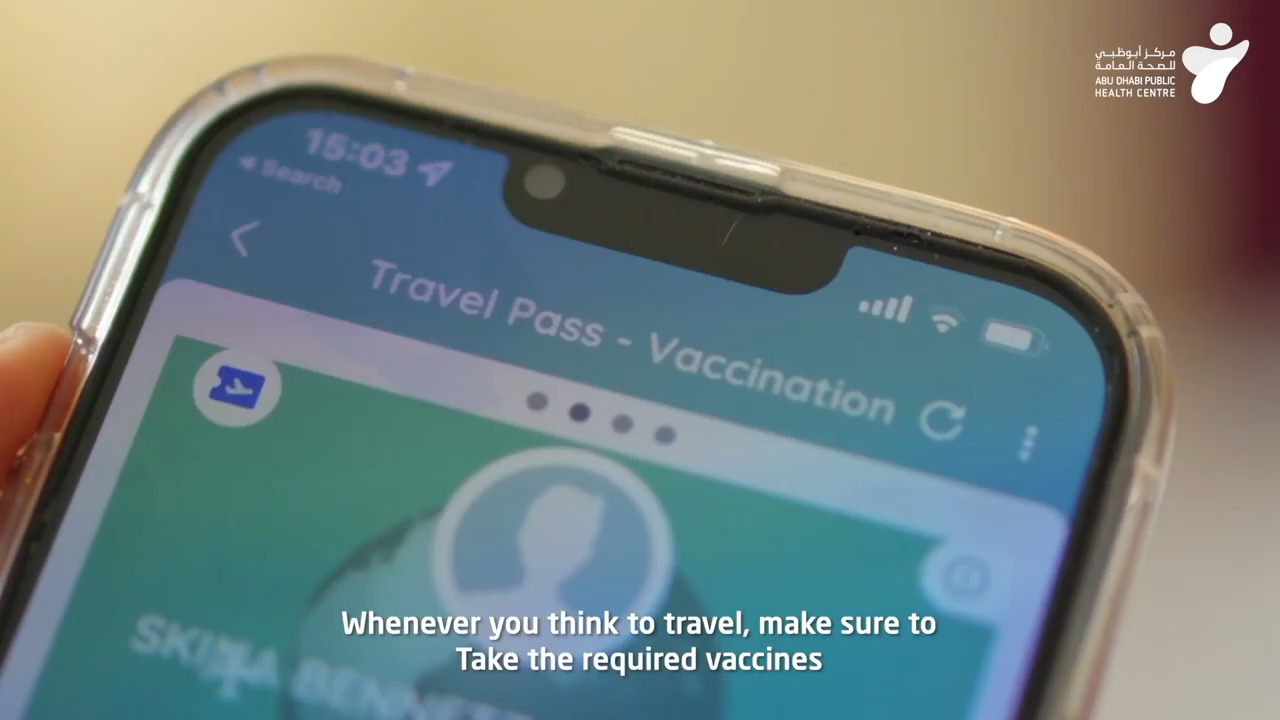 مركز أبوظبي
للصحة العامة
ABU DHABI PUBLIC
HEALTH CENTRE
15:03
Search
Travel Pass - Vaccination
Whenever you think to travel, make sure to
Take the required vaccines